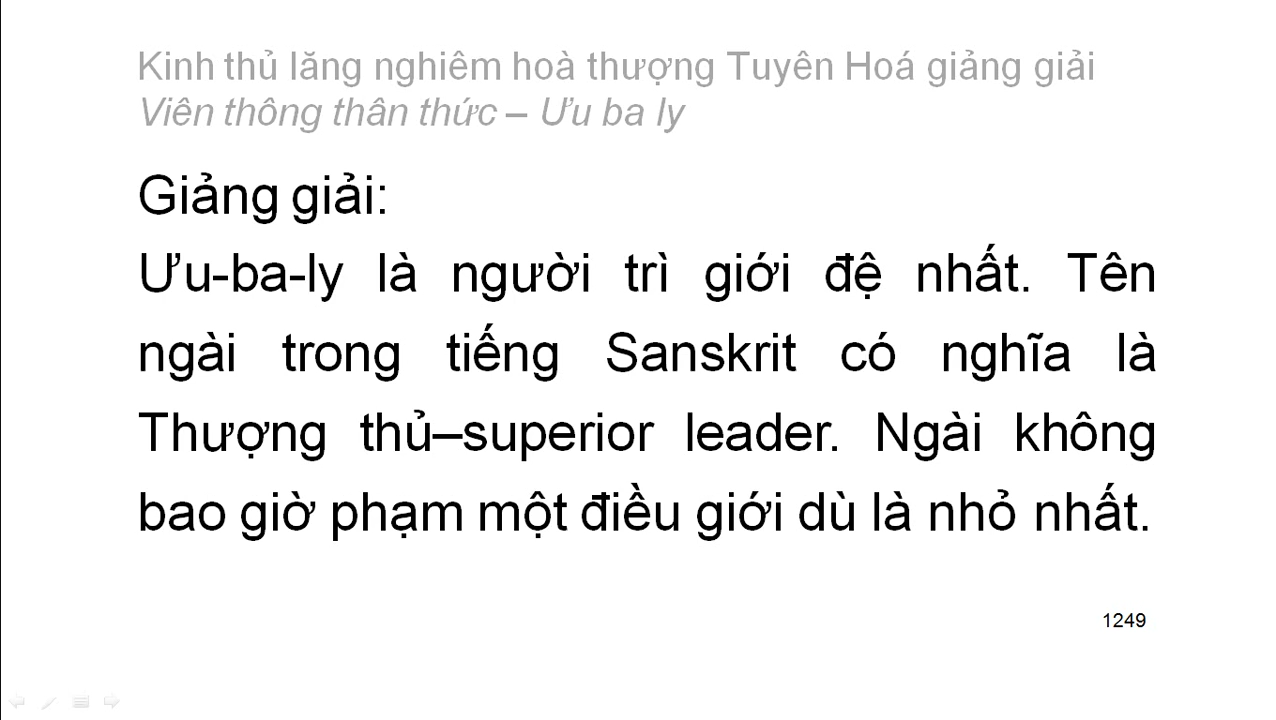 Kinh thủ lăng nghiêm hoà thượng Tuyên Hoá giảng giải
Viên thông thân thức – Ưu ba ly
Giảng giải:
Ưu-ba-ly là người trì giới đệ nhất. Tên
ngài trong tiếng Sanskrit có nghĩa là
Thượng thủ–superior leader. Ngài không
bao giờ phạm một điều giới dù là nhỏ nhất.
1249